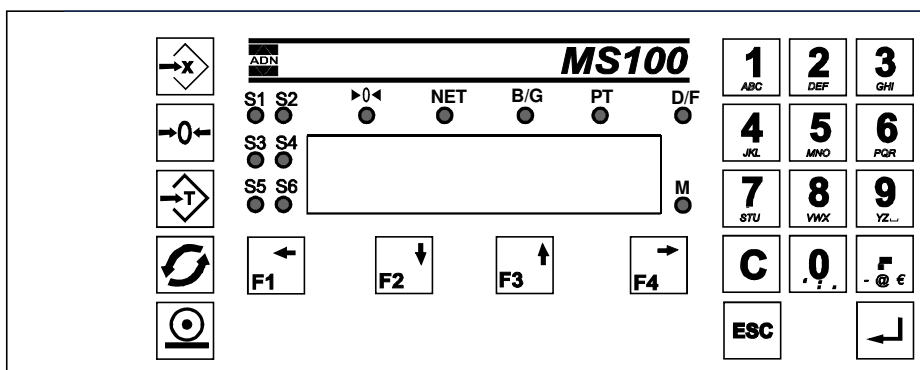 ADN MS100
S1 S2 ►0◄ NET B/G PT D/F
S3 S4
S5 S6 M
→X
→0←
→T
F1 ← F2 ↓ F3 ↑ F4 →
1 2 3
ABC DEF GHI
4 5 6
JKL MNO PQR
7 8 9
STU VWX YZ
C 0
. : , - @ €
ESC